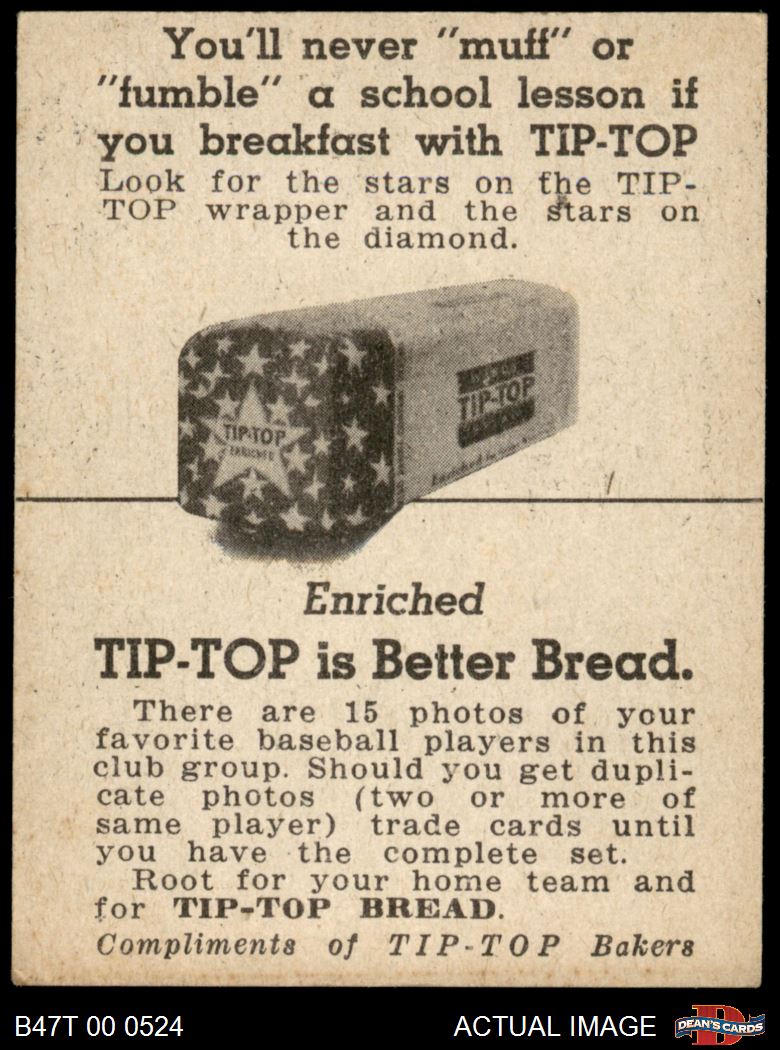 You'll never "muff" or
"fumble" a school lesson if
you breakfast with TIP-TOP
Look for the stars on the TIP-
TOP wrapper and the stars on
the diamond.
TIP-TOP
ENRICHED
TIP-TOP
Enriched
TIP-TOP is Better Bread.
There are 15 photos of your
favorite baseball players in this
club group. Should you get dupli-
cate photos (two or more of
same player) trade cards until
you have the complete set.
Root for your home team and
for TIP-TOP BREAD.
Compliments of TIP-TOP Bakers
B47T 00 0524
ACTUAL IMAGE
DEAN'S CARDS